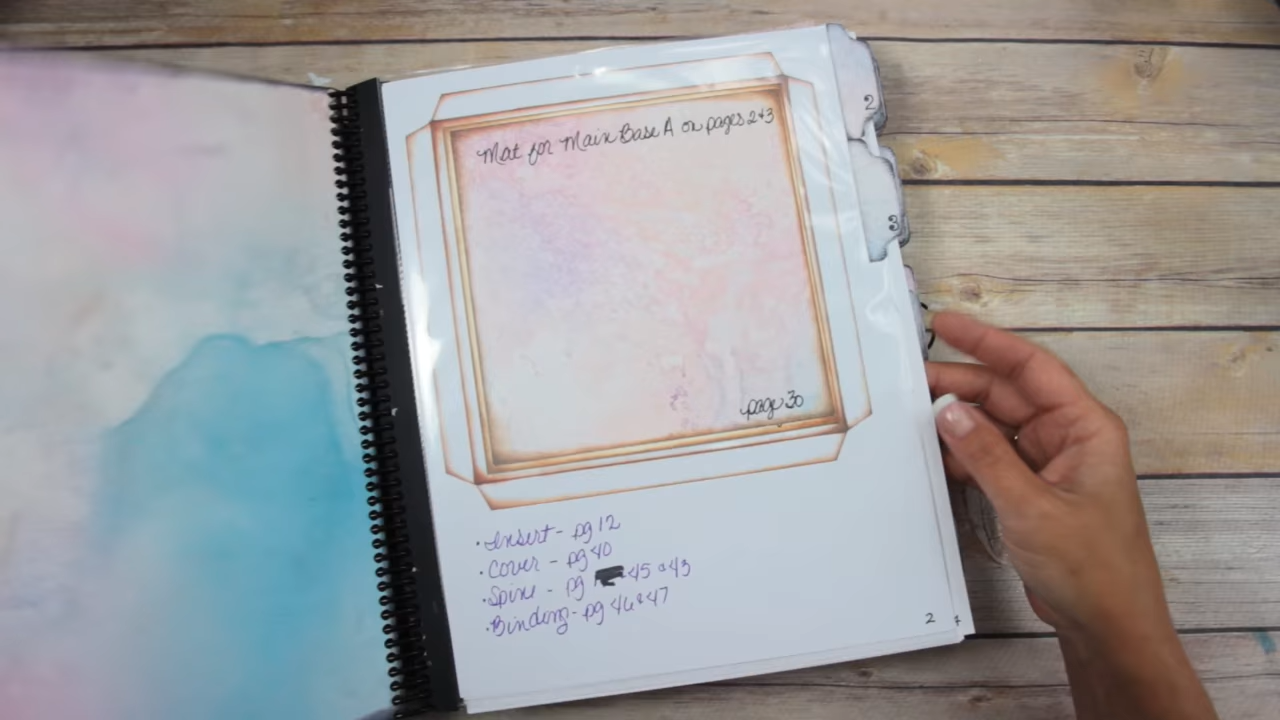 Mat for Main Base A on pages 2&3
page 30
• Insert - pg 12
• Cover - pg 40
• Spine - pg 45 & 43
• Binding - pg 46 & 47
2
2
3